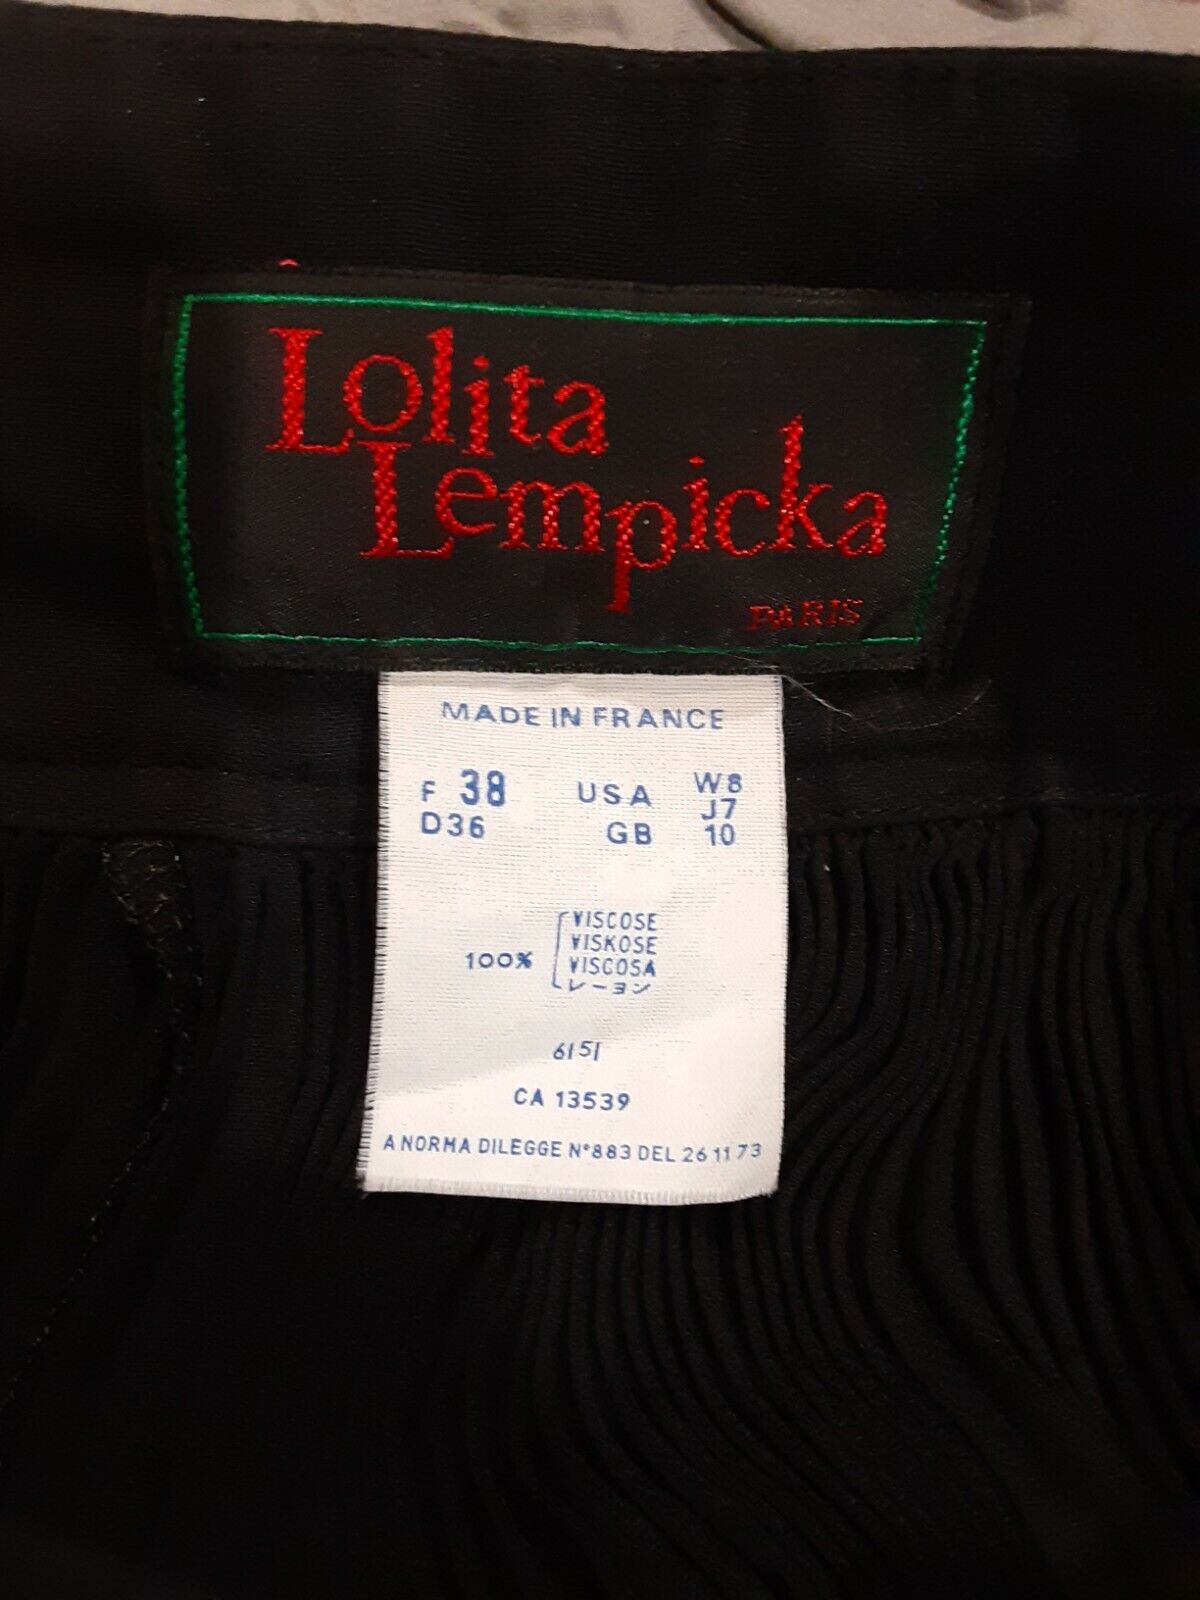 Lolita
Lempicka
PARIS
MADE IN FRANCE
F 38 USA W8
J7
D36 GB 10
VISCOSE
VISKOSE
100% VISCOSA
レーヨン
6151
CA 13539
A NORMA DILEGGE N°883 DEL 26 11 73